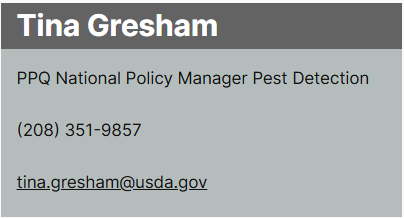 Tina Gresham
PPQ National Policy Manager Pest Detection
(208) 351-9857
tina.gresham@usda.gov